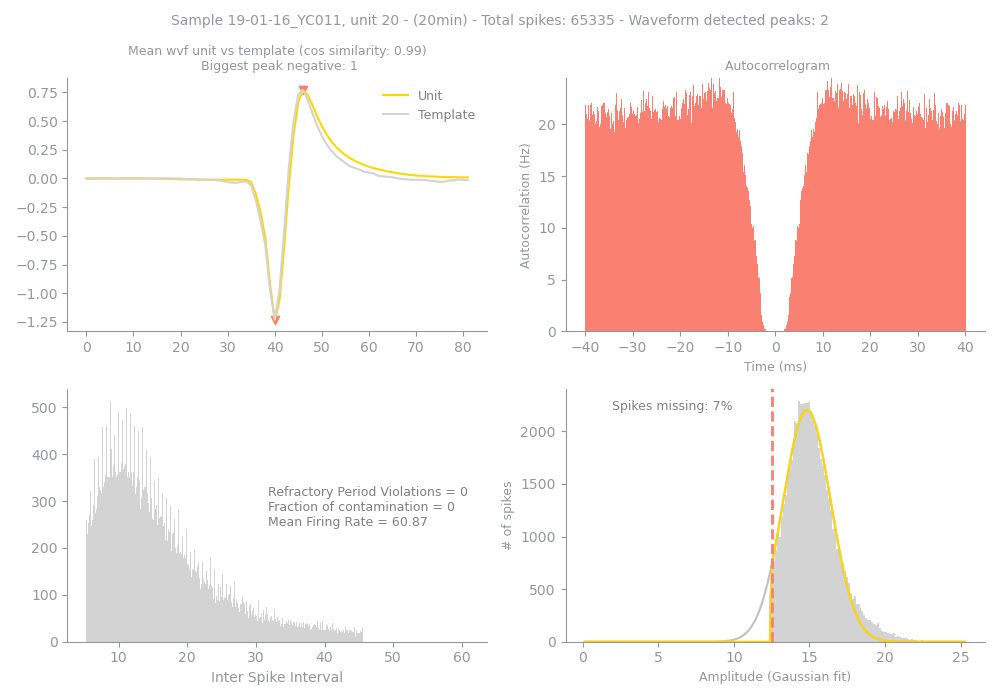 Sample 19-01-16_YC011, unit 20 - (20min) - Total spikes: 65335 - Waveform detected peaks: 2
Mean wvf unit vs template (cos similarity: 0.99)
Biggest peak negative: 1
0.75
0.50
0.25
0.00
−0.25
−0.50
−0.75
−1.00
−1.25
Unit
Template
0 10 20 30 40 50 60 70 80
Autocorrelogram
Autocorrelation (Hz)
20
15
10
5
0
−40 −30 −20 −10 0 10 20 30 40
Time (ms)
500
400
300
200
100
0
Refractory Period Violations = 0
Fraction of contamination = 0
Mean Firing Rate = 60.87
10 20 30 40 50 60
Inter Spike Interval
# of spikes
2000
1500
1000
500
0
Spikes missing: 7%
0 5 10 15 20 25
Amplitude (Gaussian fit)